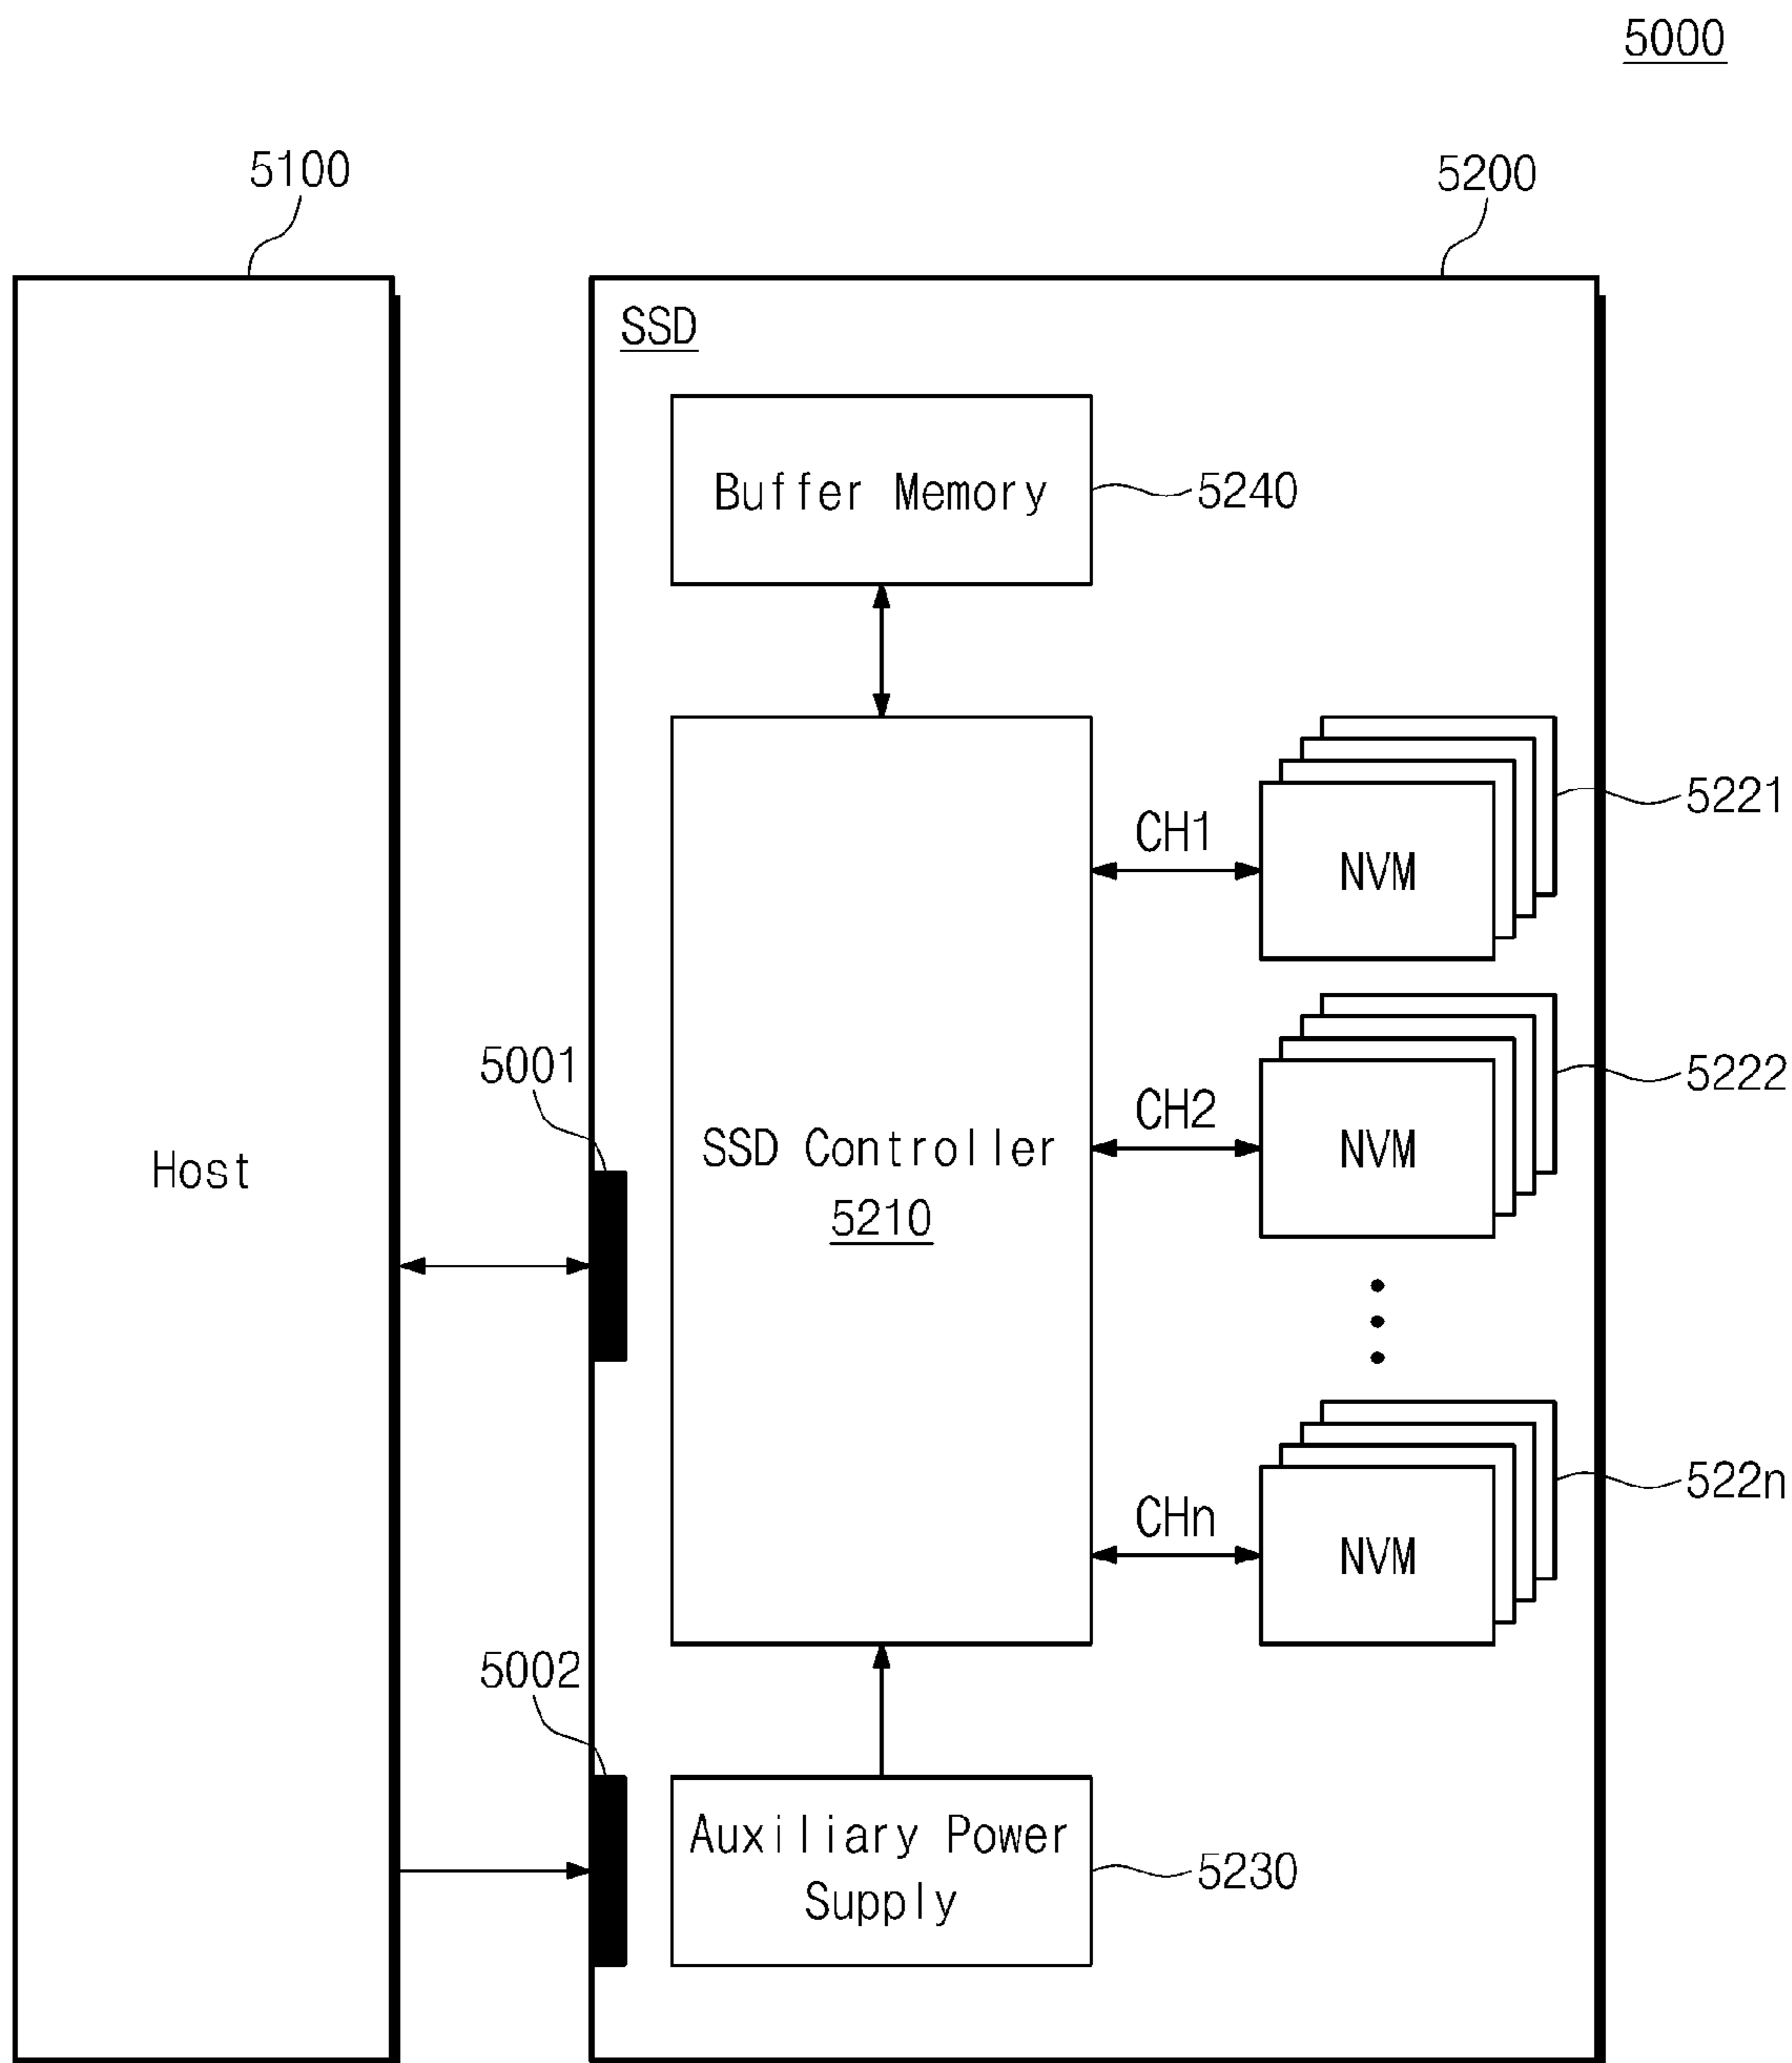 5000
5100
5200
SSD
Buffer Memory
5240
CH1
NVM
5221
5001
CH2
NVM
5222
Host
SSD Controller
5210
CHn
NVM
522n
5002
Auxiliary Power
Supply
5230